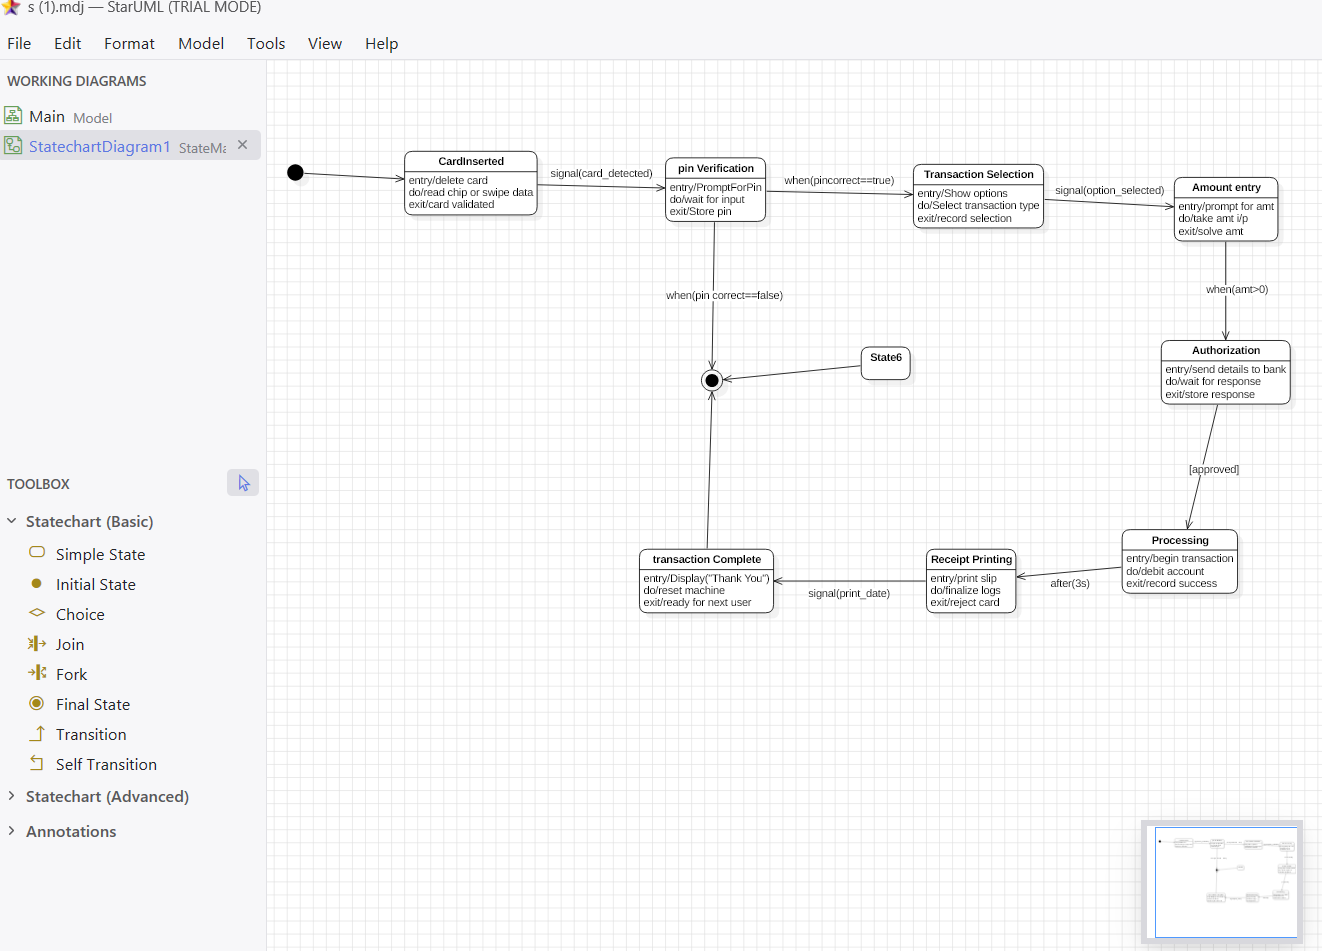 s (1).mdj — StarUML (TRIAL MODE)
File Edit Format Model Tools View Help
WORKING DIAGRAMS
Main Model
StatechartDiagram1 StateMa
TOOLBOX
Statechart (Basic)
Simple State
Initial State
Choice
Join
Fork
Final State
Transition
Self Transition
Statechart (Advanced)
Annotations
CardInserted
entry/delete card
do/read chip or swipe data
exit/card validated
signal(card_detected)
pin Verification
entry/PromptForPin
do/wait for input
exit/Store pin
when(pincorrect==true)
Transaction Selection
entry/Show options
do/Select transaction type
exit/record selection
signal(option_selected)
Amount entry
entry/prompt for amt
do/take amt i/p
exit/solve amt
when(pin correct==false)
when(amt>0)
State6
Authorization
entry/send details to bank
do/wait for response
exit/store response
[approved]
Processing
entry/begin transaction
do/debit account
exit/record success
after(3s)
Receipt Printing
entry/print slip
do/finalize logs
exit/reject card
signal(print_date)
transaction Complete
entry/Display("Thank You")
do/reset machine
exit/ready for next user